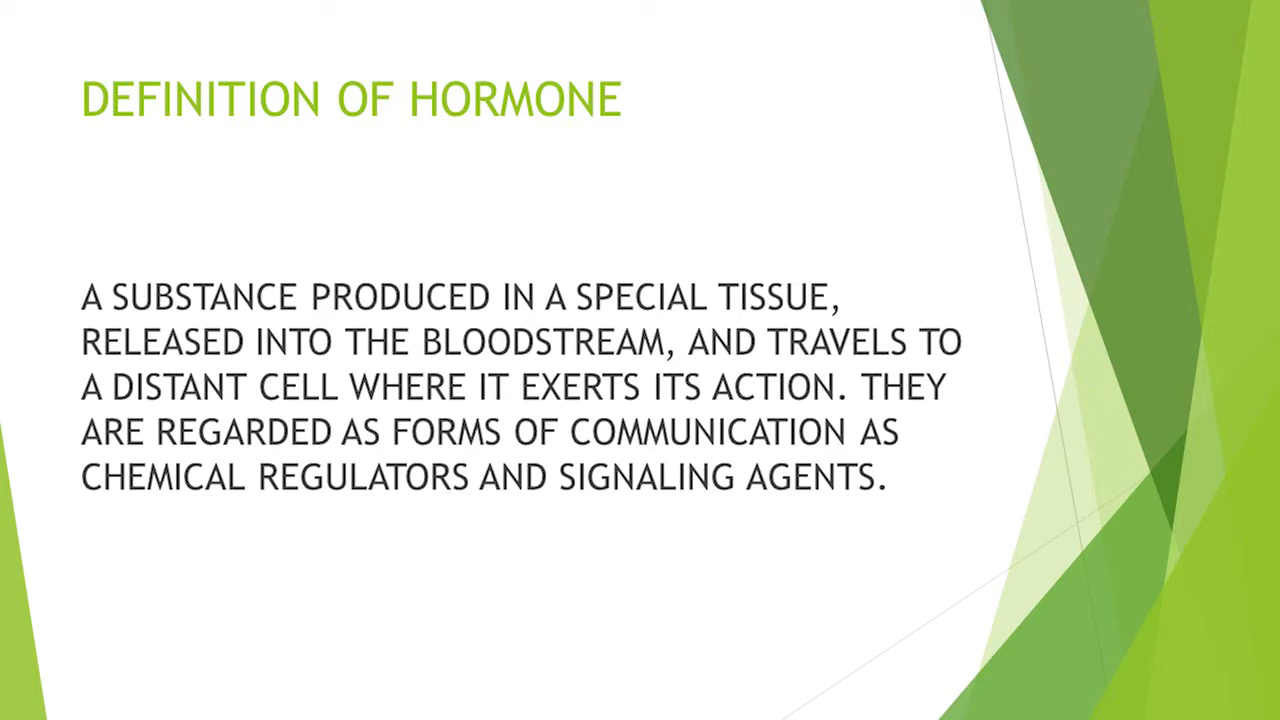 DEFINITION OF HORMONE
A SUBSTANCE PRODUCED IN A SPECIAL TISSUE,
RELEASED INTO THE BLOODSTREAM, AND TRAVELS TO
A DISTANT CELL WHERE IT EXERTS ITS ACTION. THEY
ARE REGARDED AS FORMS OF COMMUNICATION AS
CHEMICAL REGULATORS AND SIGNALING AGENTS.